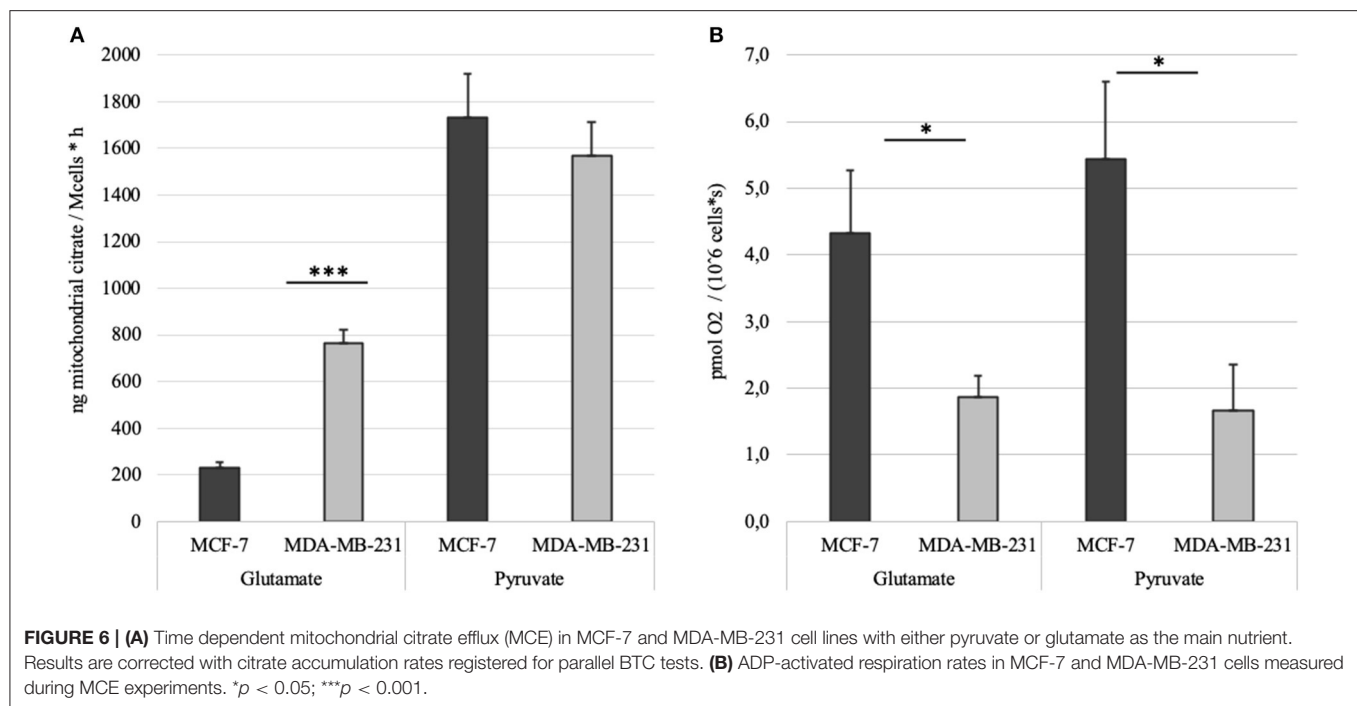 A
ng mitochondrial citrate / Mcells * h
2000
1800
1600
1400
1200
1000
800
600
400
200
0
***
MCF-7 MDA-MB-231 MCF-7 MDA-MB-231
Glutamate Pyruvate
B
pmol O2 / (10^6 cells*s)
7,0
6,0
5,0
4,0
3,0
2,0
1,0
0,0
*
*
MCF-7 MDA-MB-231 MCF-7 MDA-MB-231
Glutamate Pyruvate
FIGURE 6 | (A) Time dependent mitochondrial citrate efflux (MCE) in MCF-7 and MDA-MB-231 cell lines with either pyruvate or glutamate as the main nutrient.
Results are corrected with citrate accumulation rates registered for parallel BTC tests. (B) ADP-activated respiration rates in MCF-7 and MDA-MB-231 cells measured
during MCE experiments. *p < 0.05; ***p < 0.001.